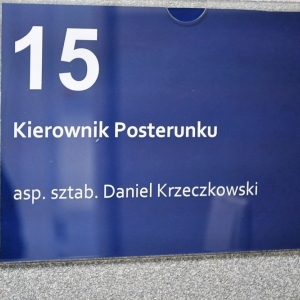 15
Kierownik Posterunku
asp. sztab. Daniel Krzeczkowski